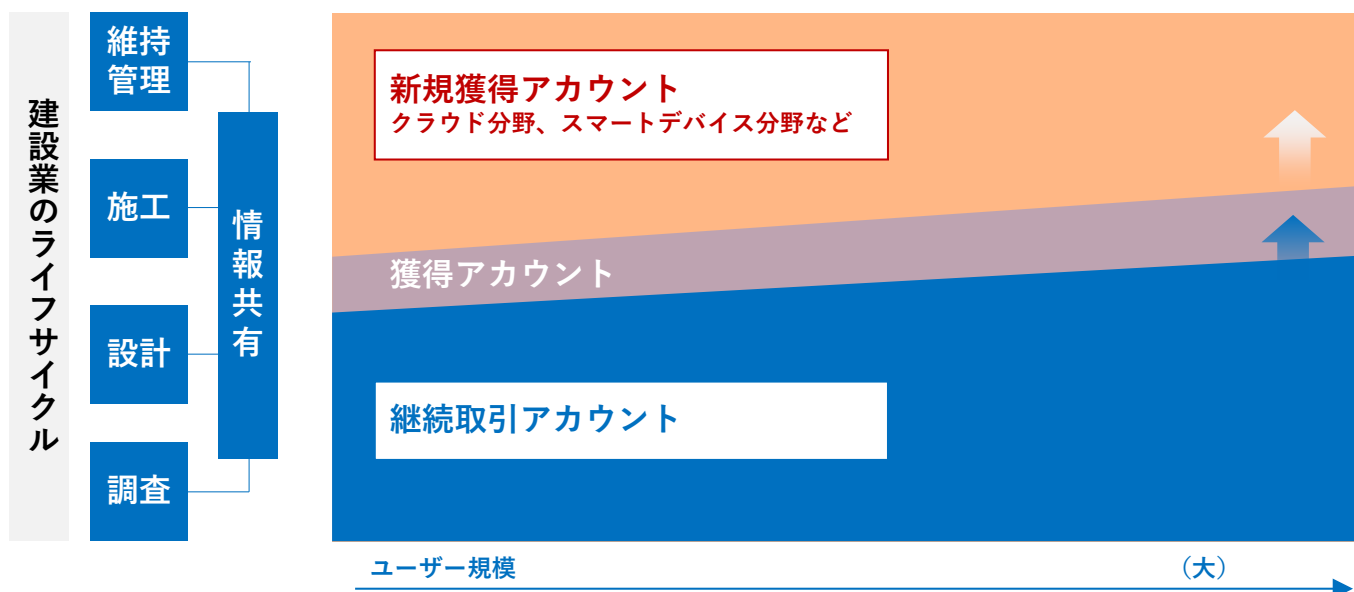 建設業のライフサイクル
維持
管理
施工
設計
調査
情報共有
新規獲得アカウント
クラウド分野、スマートデバイス分野など
獲得アカウント
継続取引アカウント
ユーザー規模
（大）